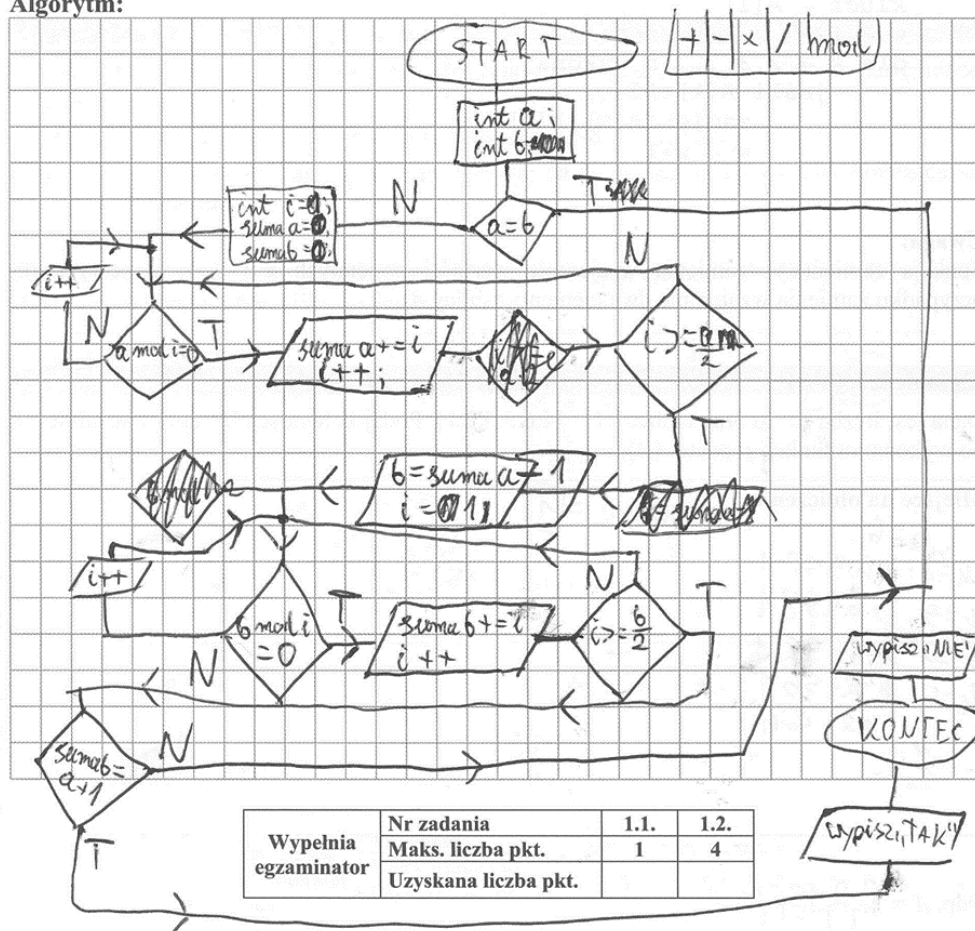 Algorytm:
START
+ | - | x | / | mod
int a;
int b
a=b
T
N
int i=1;
suma a=0;
suma b=0;
i++
N
a mod i=0
T
suma a+=i
i++;
i>=a/2
N
T
b=suma a-1
i=1
i++
N
b mod i
=0
T
suma b+=i
i++
i>=b/2
N
T
wypisz "NIE"
KONIEC
suma b=
a+1
N
T
wypisz "TAK"
Wypełnia egzaminator
Nr zadania 1.1. 1.2.
Maks. liczba pkt. 1 4
Uzyskana liczba pkt.